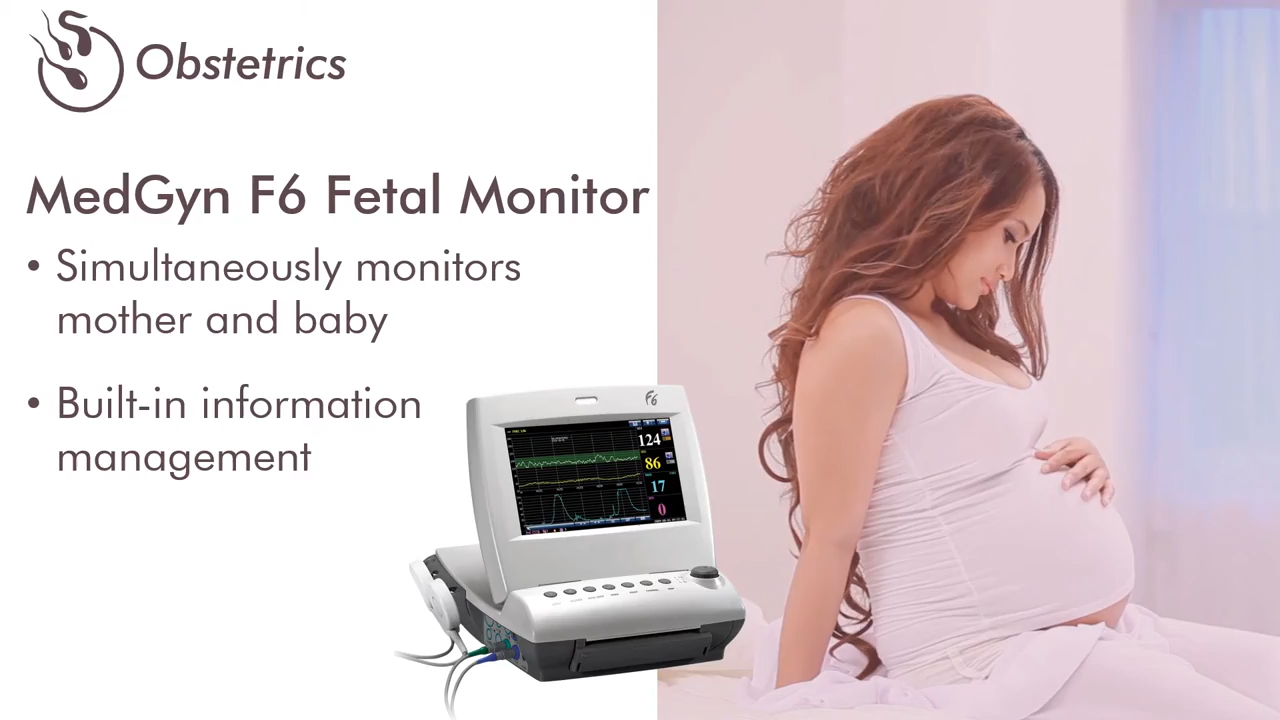 Obstetrics
MedGyn F6 Fetal Monitor
• Simultaneously monitors
mother and baby
• Built-in information
management
F6
124
86
17
0